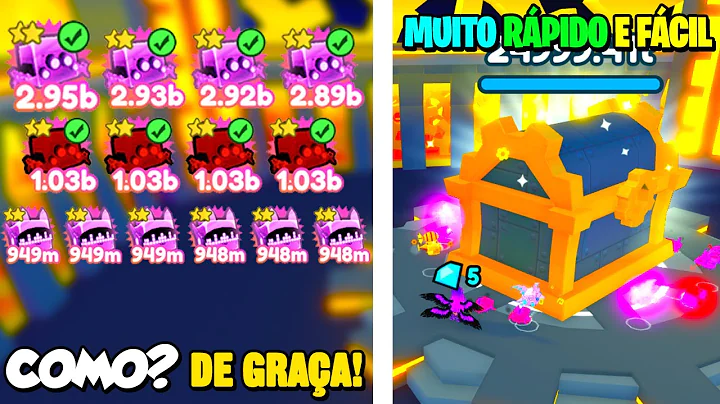 2.95b 2.93b 2.92b 2.89b
1.03b 1.03b 1.03b 1.03b
949m 949m 949m 948m 948m 948m
COMO? DE GRAÇA!
MUITO RÁPIDO E FÁCIL
5